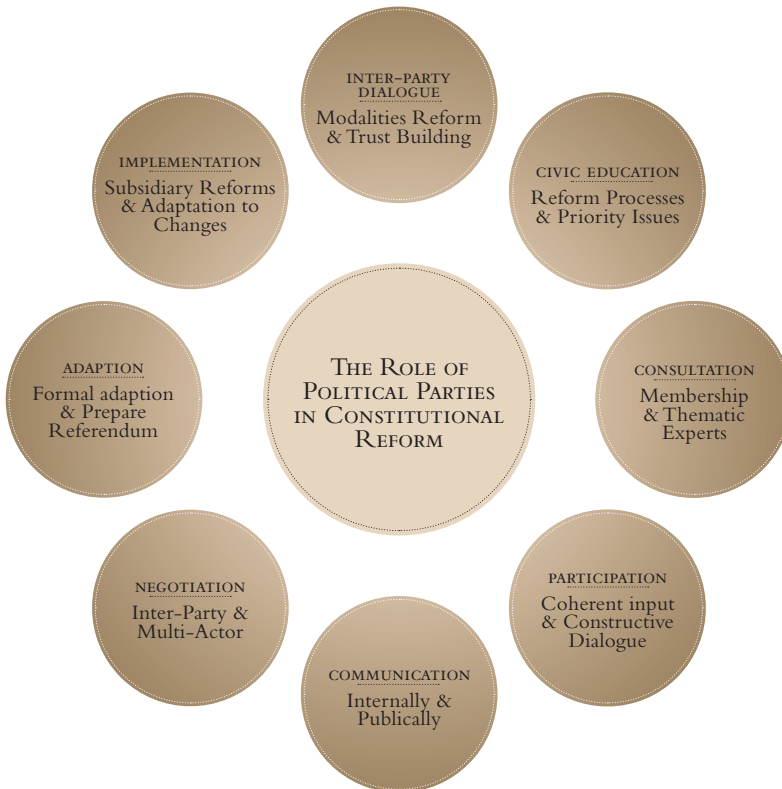 INTER-PARTY
DIALOGUE
Modalities Reform
& Trust Building
CIVIC EDUCATION
Reform Processes
& Priority Issues
CONSULTATION
Membership
& Thematic
Experts
PARTICIPATION
Coherent input
& Constructive
Dialogue
COMMUNICATION
Internally &
Publically
NEGOTIATION
Inter-Party &
Multi-Actor
ADAPTION
Formal adaption
& Prepare
Referendum
IMPLEMENTATION
Subsidiary Reforms
& Adaptation to
Changes
The Role of
Political Parties
in Constitutional
Reform